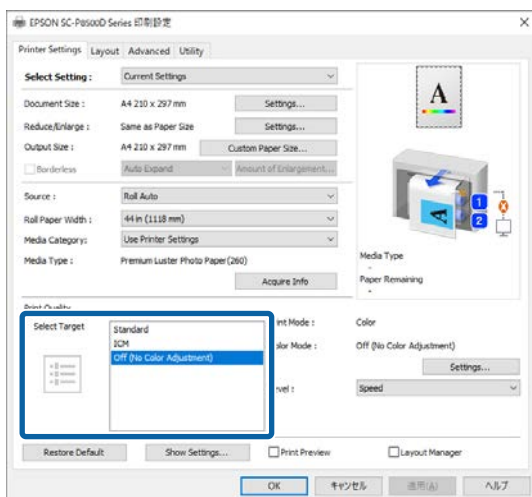 EPSON SC-P8500D Series 印刷設定
Printer Settings Layout Advanced Utility
Select Setting : Current Settings
Document Size : A4 210 x 297 mm Settings...
Reduce/Enlarge : Same as Paper Size Settings...
Output Size : A4 210 x 297 mm Custom Paper Size...
Borderless Auto Expand Amount of Enlargement...
Source : Roll Auto
Roll Paper Width : 44 in (1118 mm)
Media Category: Use Printer Settings
Media Type : Premium Luster Photo Paper(260)
Acquire Info
A
A
1
2
Media Type
-
Paper Remaining
-
Print Quality
Select Target
Standard
ICM
Off (No Color Adjustment)
int Mode : Color
olor Mode : Off (No Color Adjustment)
Settings...
evel : Speed
Restore Default Show Settings... Print Preview Layout Manager
OK キャンセル 適用(A) ヘルプ